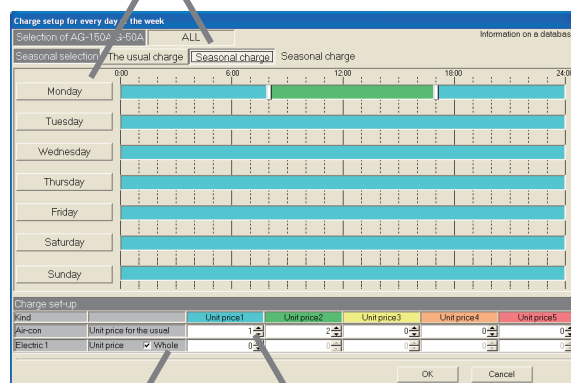 Charge setup for every day of the week
Selection of AG-150A G-50A ALL Information on a databas
Seasonal selection The usual charge Seasonal charge Seasonal charge
0:00 6:00 12:00 18:00 24:0
Monday
Tuesday
Wednesday
Thursday
Friday
Saturday
Sunday
Charge set-up
Kind Unit price1 Unit price2 Unit price3 Unit price4 Unit price5
Air-con Unit price for the usual 1 2 0 0 0
Electric 1 Unit price Whole 0 0 0 0 0
OK Cancel